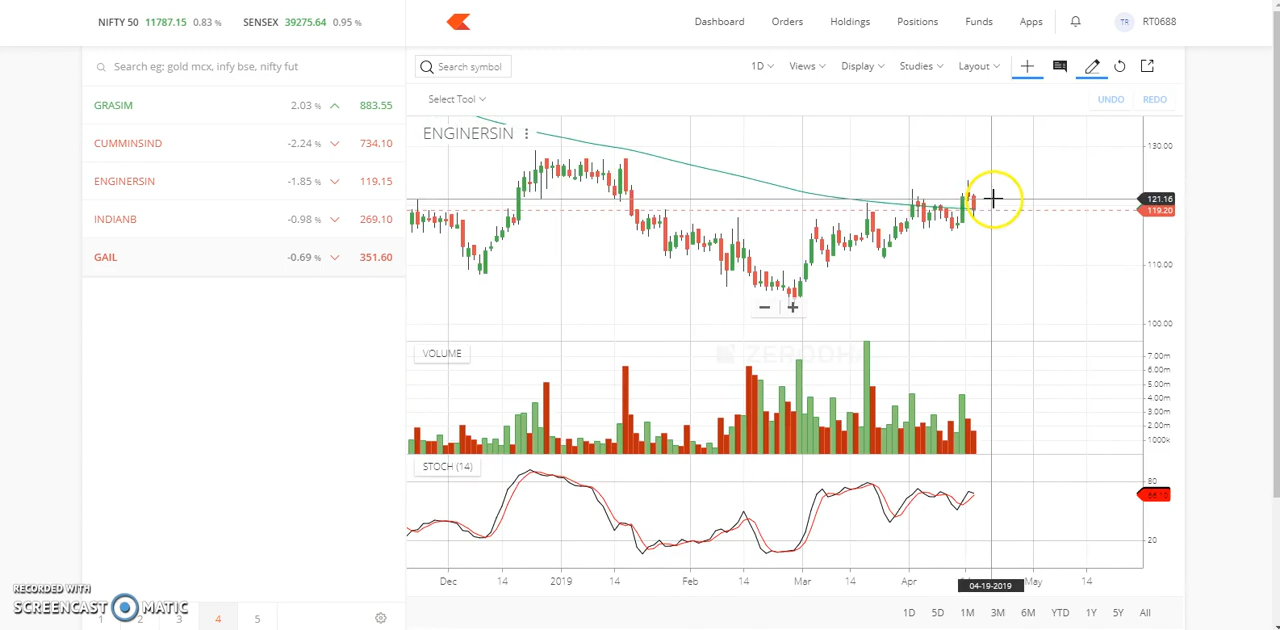 NIFTY 50 11787.15 0.83 % SENSEX 39275.64 0.95 %
Dashboard Orders Holdings Positions Funds Apps TR RT0688
Search eg: gold mcx, infy bse, nifty fut
GRASIM 2.03 % 883.55
CUMMINSIND -2.24 % 734.10
ENGINERSIN -1.85 % 119.15
INDIANB -0.98 % 269.10
GAIL -0.69 % 351.60
Search symbol 1D Views Display Studies Layout
Select Tool UNDO REDO
ENGINERSIN
130.00
121.16
119.20
110.00
100.00
VOLUME
ZERODH
7.00m
6.00m
5.00m
4.00m
3.00m
2.00m
1000k
STOCH (14)
80
20
Dec 14 2019 14 Feb 14 Mar 14 Apr May 14
04-19-2019
1D 5D 1M 3M 6M YTD 1Y 5Y All
RECORDED WITH
SCREENCAST MATIC
1 2 3 4 5